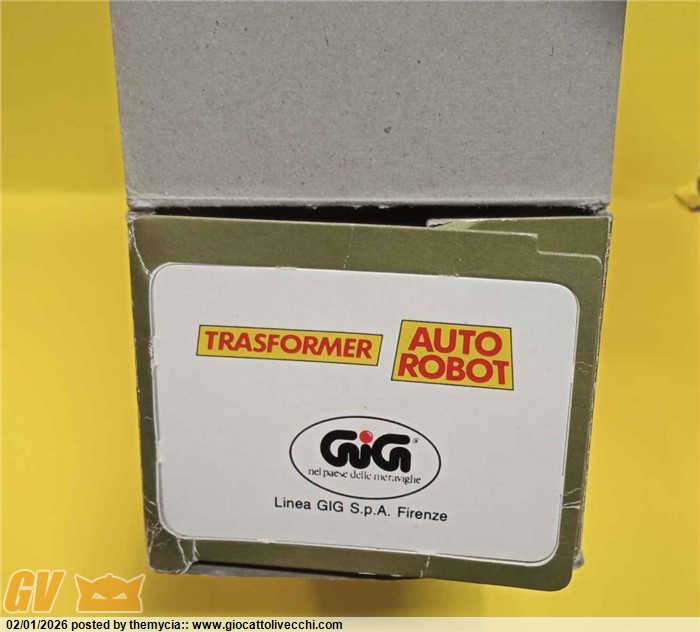 TRASFORMER
AUTO
ROBOT
GiG
®
nel paese delle meraviglie
Linea GIG S.p.A. Firenze
GV
02/01/2026 posted by themycia:: www.giocattolivecchi.com